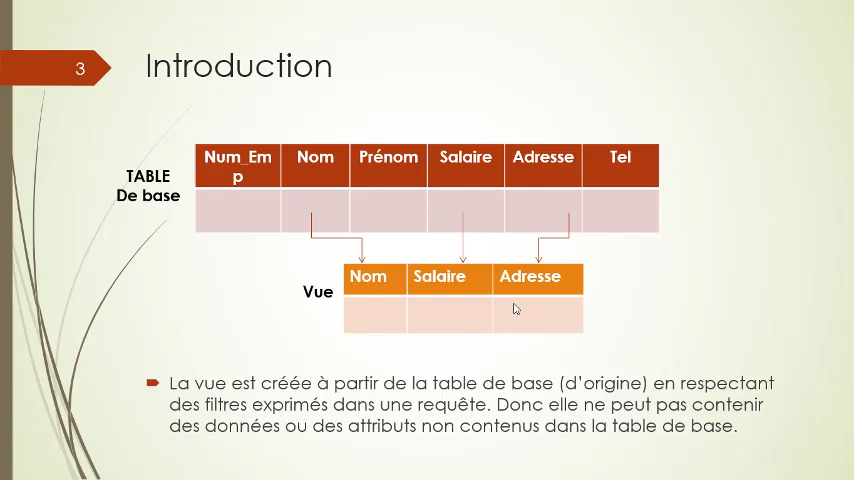 3
Introduction
TABLE
De base
Num_Em
p
Nom
Prénom
Salaire
Adresse
Tel
Vue
Nom
Salaire
Adresse
La vue est créée à partir de la table de base (d’origine) en respectant
des filtres exprimés dans une requête. Donc elle ne peut pas contenir
des données ou des attributs non contenus dans la table de base.